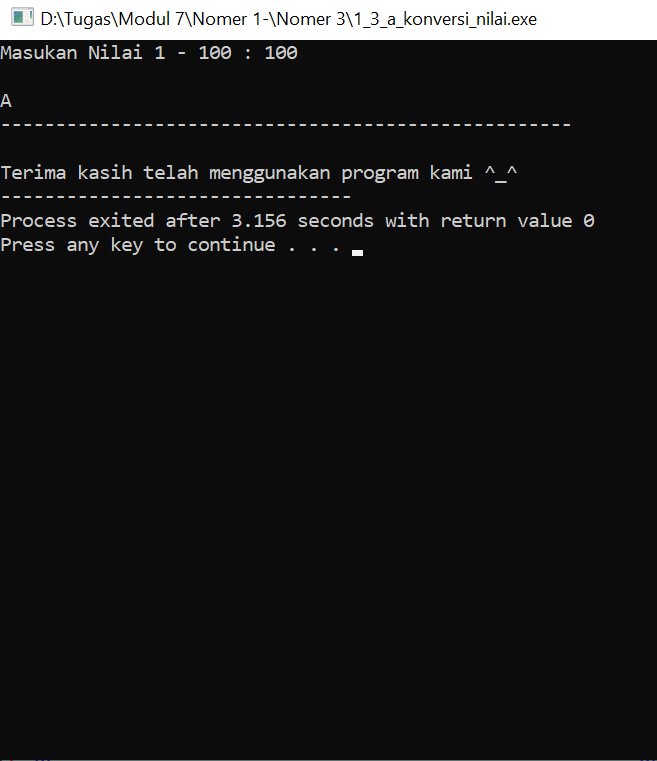 D:\Tugas\Modul 7\Nomer 1-\Nomer 3\1_3_a_konversi_nilai.exe
Masukan Nilai 1 - 100 : 100
A
----------------------------------------------------
Terima kasih telah menggunakan program kami ^_^
--------------------------------
Process exited after 3.156 seconds with return value 0
Press any key to continue . . .